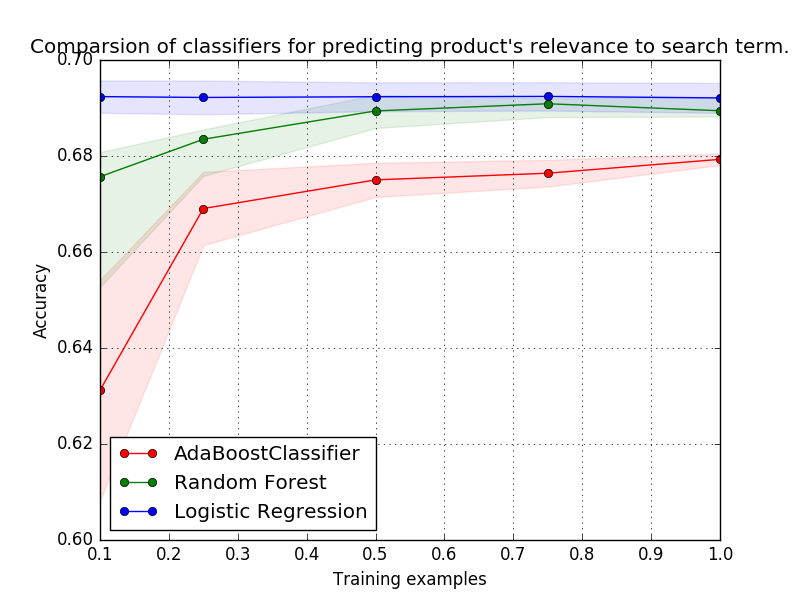 Comparsion of classifiers for predicting product's relevance to search term.
0.70
0.68
0.66
0.64
0.62
0.60
Accuracy
AdaBoostClassifier
Random Forest
Logistic Regression
0.1 0.2 0.3 0.4 0.5 0.6 0.7 0.8 0.9 1.0
Training examples